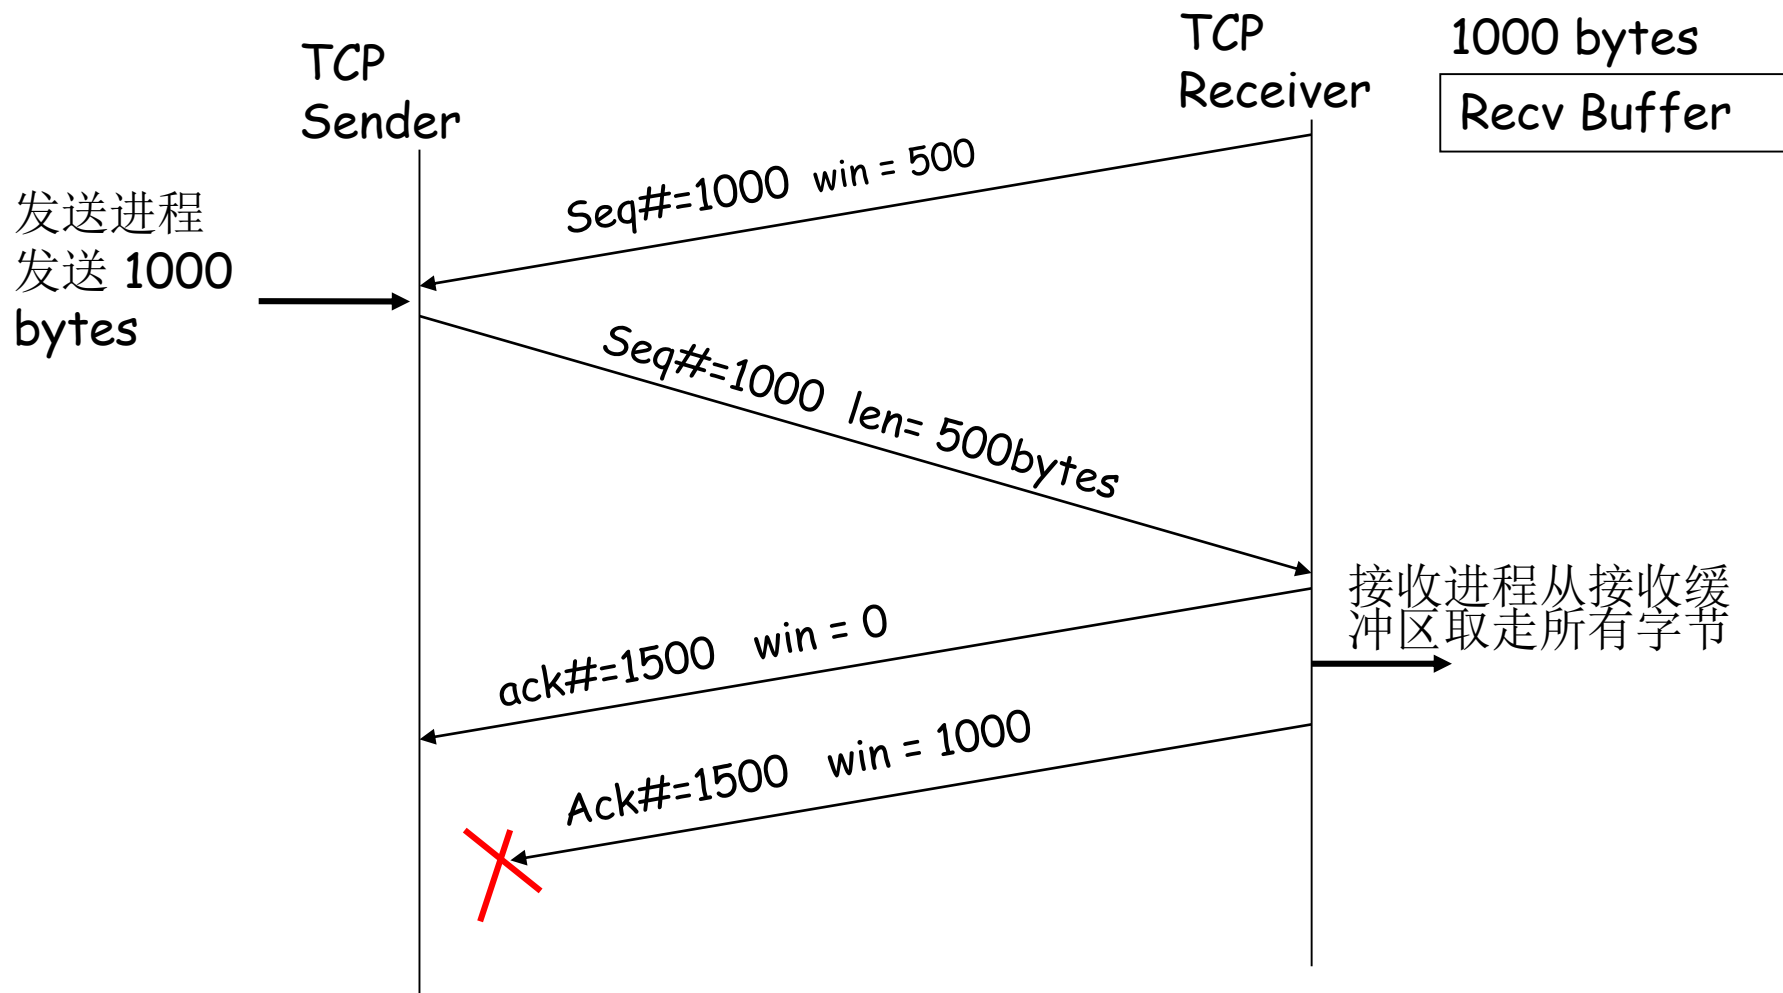 TCP
Sender
TCP
Receiver
1000 bytes
Recv Buffer
Seq#=1000 win = 500
发送进程
发送 1000
bytes
Seq#=1000 len= 500bytes
接收进程从接收缓
冲区取走所有字节
ack#=1500 win = 0
Ack#=1500 win = 1000